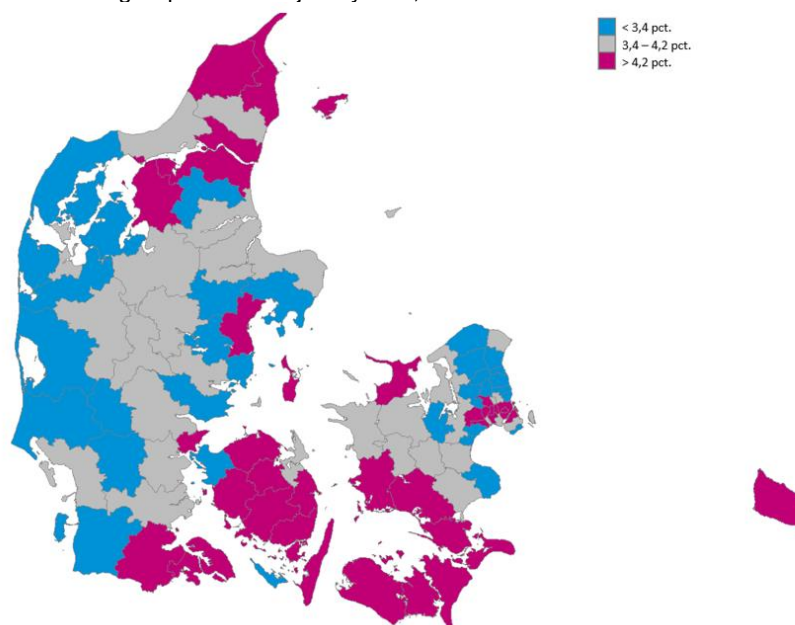 < 3,4 pct.
3,4 – 4,2 pct.
> 4,2 pct.